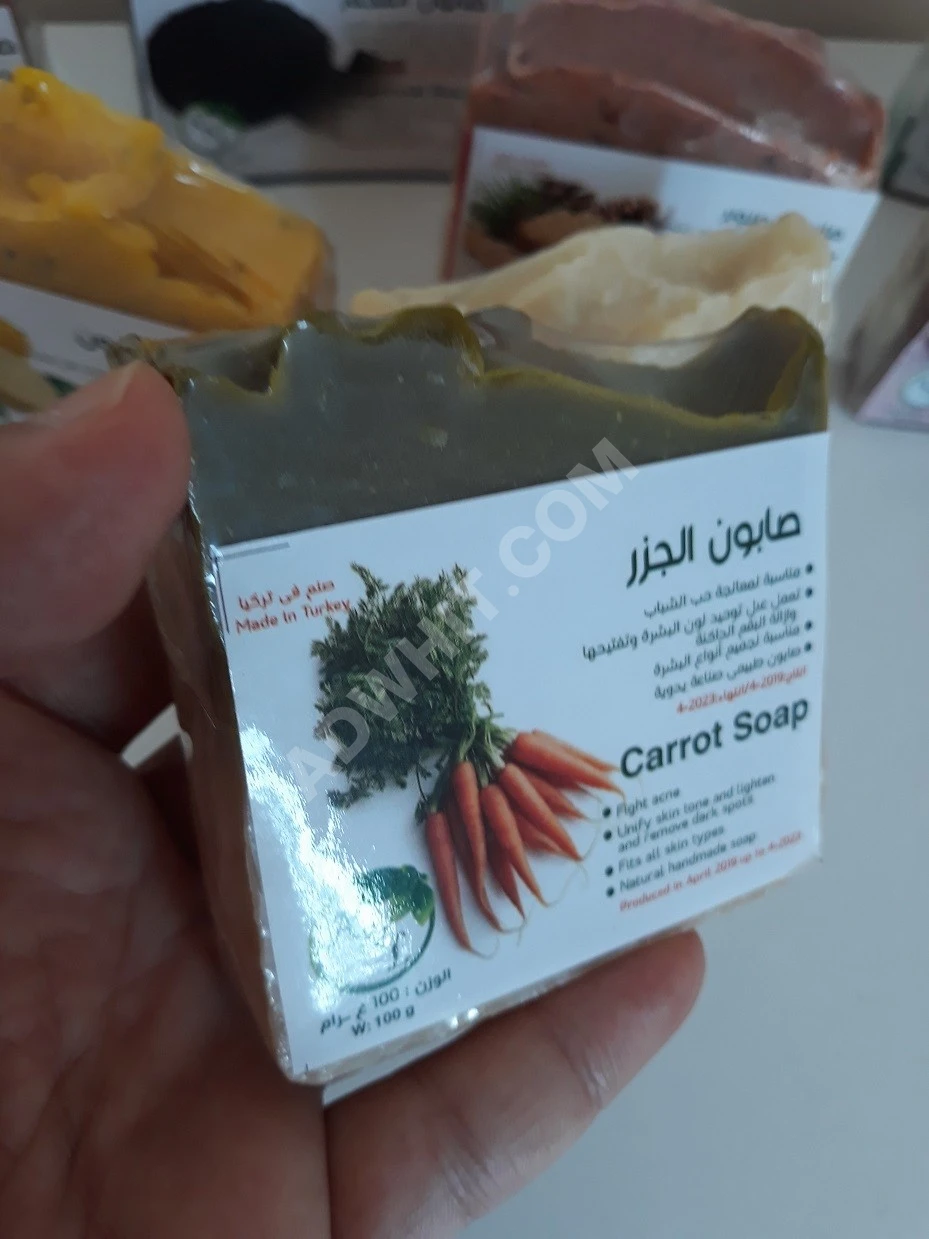 صابون الجزر
صنع في تركيا
Made in Turkey
مناسبة لمعالجة حب الشباب
تعمل على توحيد لون البشرة وتفتيحها
وإزالة البقع الداكنة
مناسبة لجميع أنواع البشرة
صابون طبيعي صناعة يدوية
Carrot Soap
Fight acne
Unify skin tone and lighten
and remove dark spots
Fits all skin types
Natural handmade soap
Produced in April 2019 up to 4-2023
الوزن : 100 غـرام
W: 100 g
ADWHIT.COM